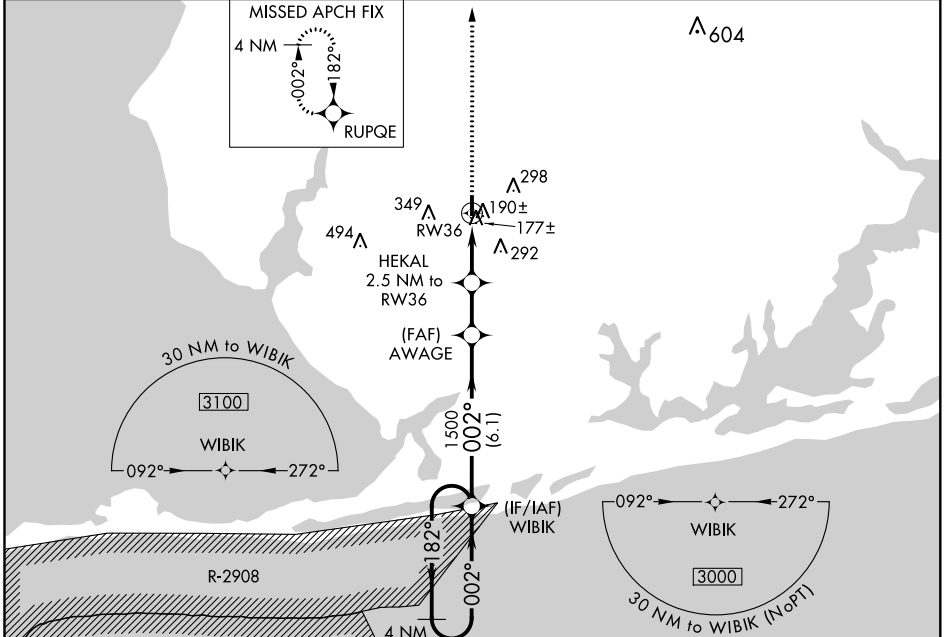 MISSED APCH FIX
4 NM
002°
182°
RUPQE
604
298
349
190±
RW36
177±
494
292
HEKAL
2.5 NM to
RW36
(FAF)
AWAGE
30 NM to WIBIK
3100
WIBIK
092°
272°
1500
002°
(6.1)
(IF/IAF)
WIBIK
092°
272°
WIBIK
3000
30 NM to WIBIK (NoPT)
182°
002°
R-2908
4 NM